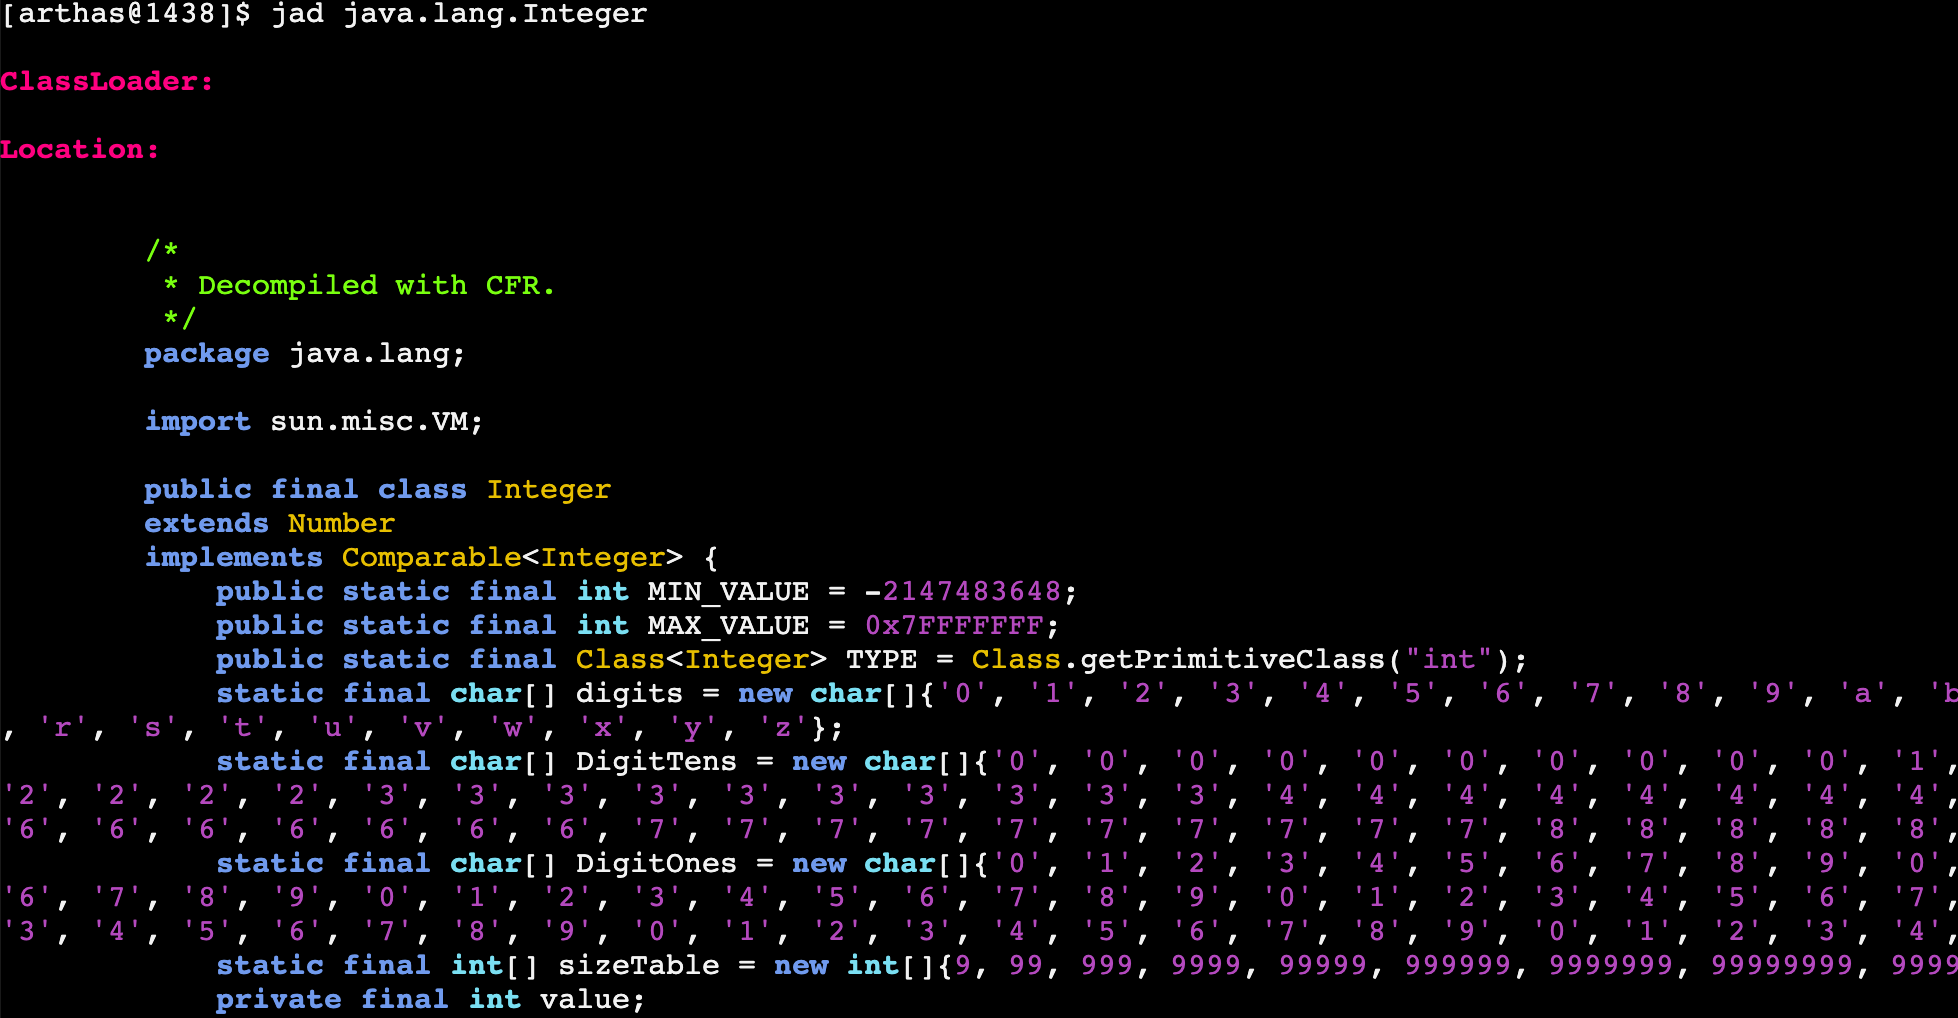 [arthas@1438]$ jad java.lang.Integer
ClassLoader:
Location:
/*
* Decompiled with CFR.
*/
package java.lang;
import sun.misc.VM;
public final class Integer
extends Number
implements Comparable<Integer> {
public static final int MIN_VALUE = -2147483648;
public static final int MAX_VALUE = 0x7FFFFFFF;
public static final Class<Integer> TYPE = Class.getPrimitiveClass("int");
static final char[] digits = new char[]{'0', '1', '2', '3', '4', '5', '6', '7', '8', '9', 'a', 'b
, 'r', 's', 't', 'u', 'v', 'w', 'x', 'y', 'z'};
static final char[] DigitTens = new char[]{'0', '0', '0', '0', '0', '0', '0', '0', '0', '0', '1',
'2', '2', '2', '2', '3', '3', '3', '3', '3', '3', '3', '3', '3', '3', '4', '4', '4', '4', '4', '4', '4', '4',
'6', '6', '6', '6', '6', '6', '6', '7', '7', '7', '7', '7', '7', '7', '7', '7', '7', '8', '8', '8', '8', '8',
static final char[] DigitOnes = new char[]{'0', '1', '2', '3', '4', '5', '6', '7', '8', '9', '0',
'6', '7', '8', '9', '0', '1', '2', '3', '4', '5', '6', '7', '8', '9', '0', '1', '2', '3', '4', '5', '6', '7',
'3', '4', '5', '6', '7', '8', '9', '0', '1', '2', '3', '4', '5', '6', '7', '8', '9', '0', '1', '2', '3', '4',
static final int[] sizeTable = new int[]{9, 99, 999, 9999, 99999, 999999, 9999999, 99999999, 9999
private final int value;